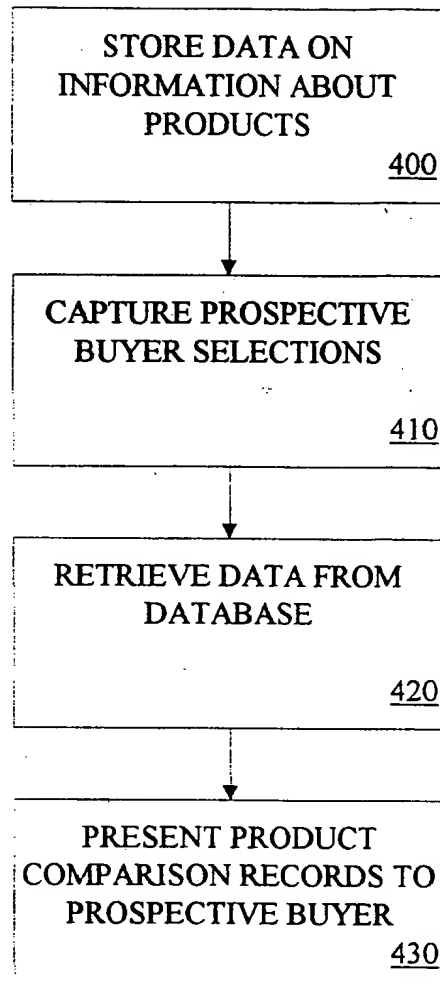 STORE DATA ON
INFORMATION ABOUT
PRODUCTS
400
CAPTURE PROSPECTIVE
BUYER SELECTIONS
410
RETRIEVE DATA FROM
DATABASE
420
PRESENT PRODUCT
COMPARISON RECORDS TO
PROSPECTIVE BUYER
430